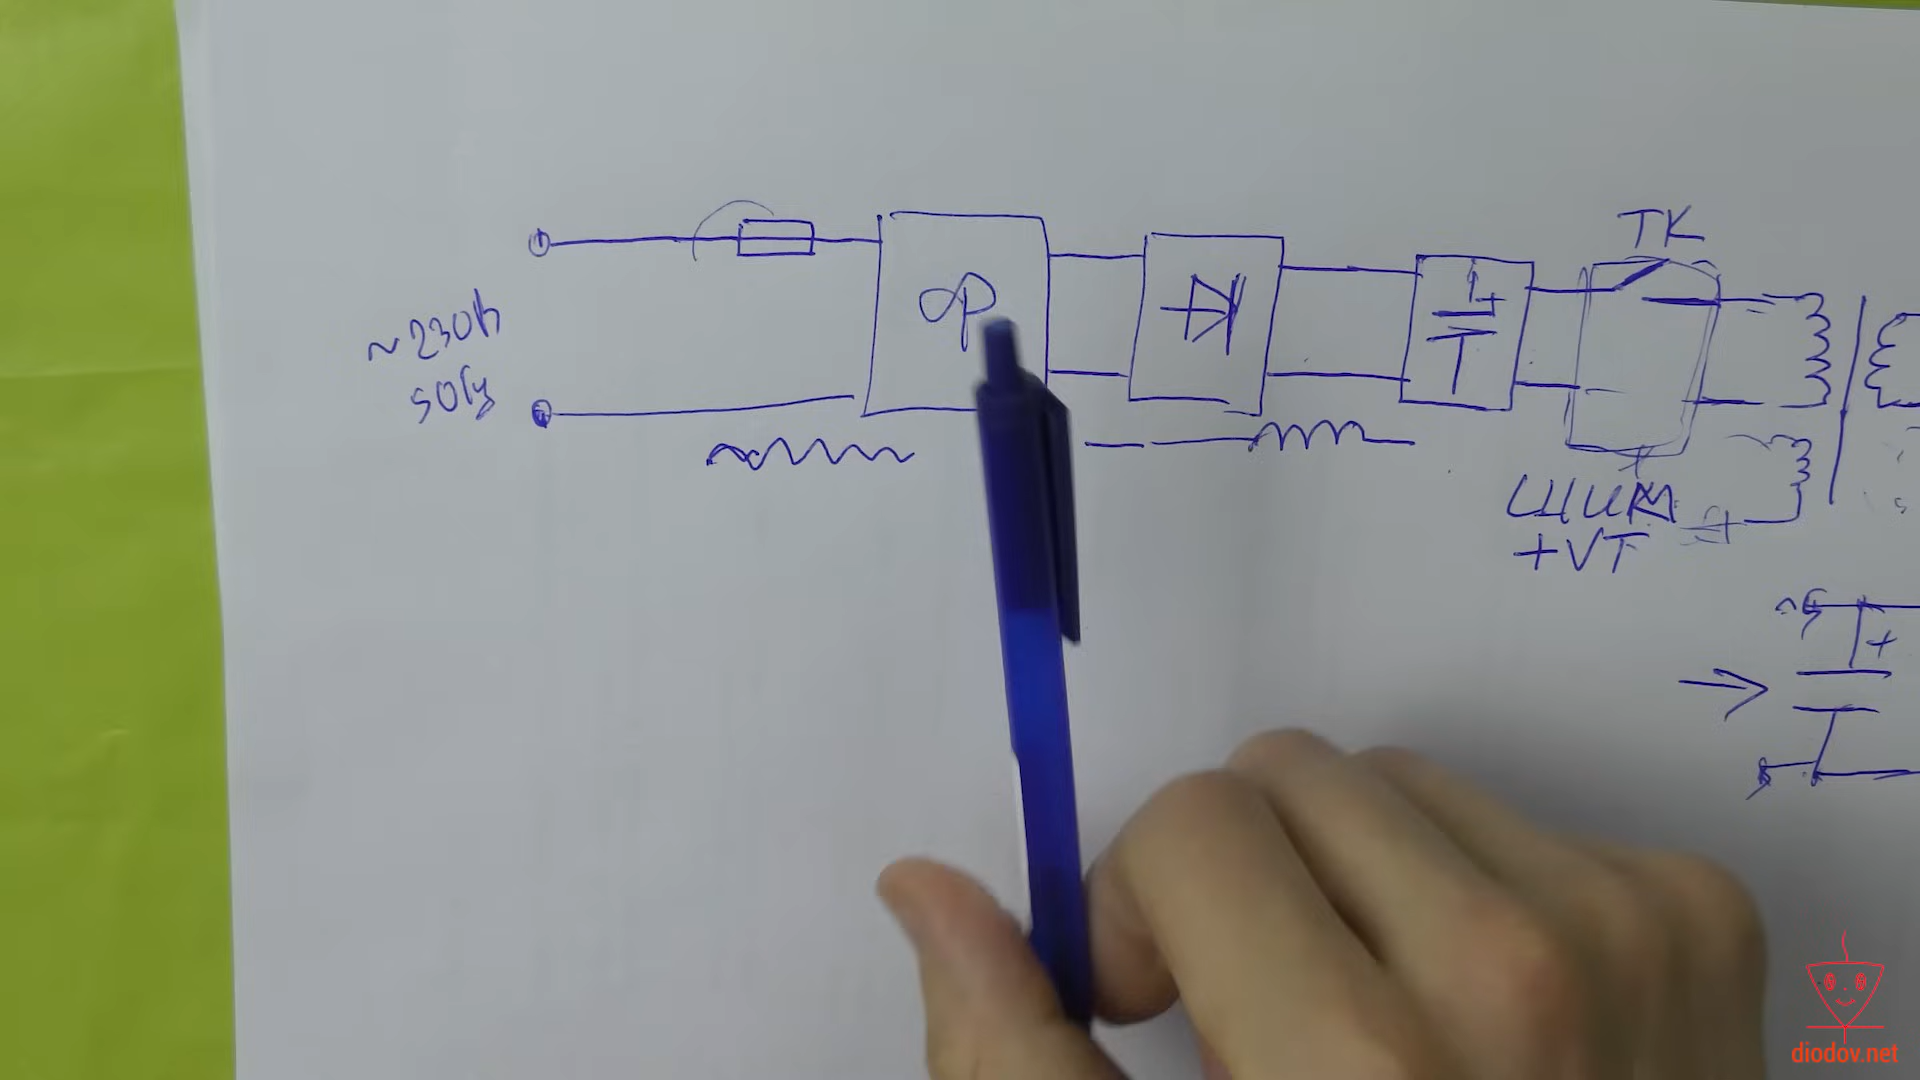 ~230В
50Гц
ф
+
ТК
ШИМ
+VT
+
diodov.net